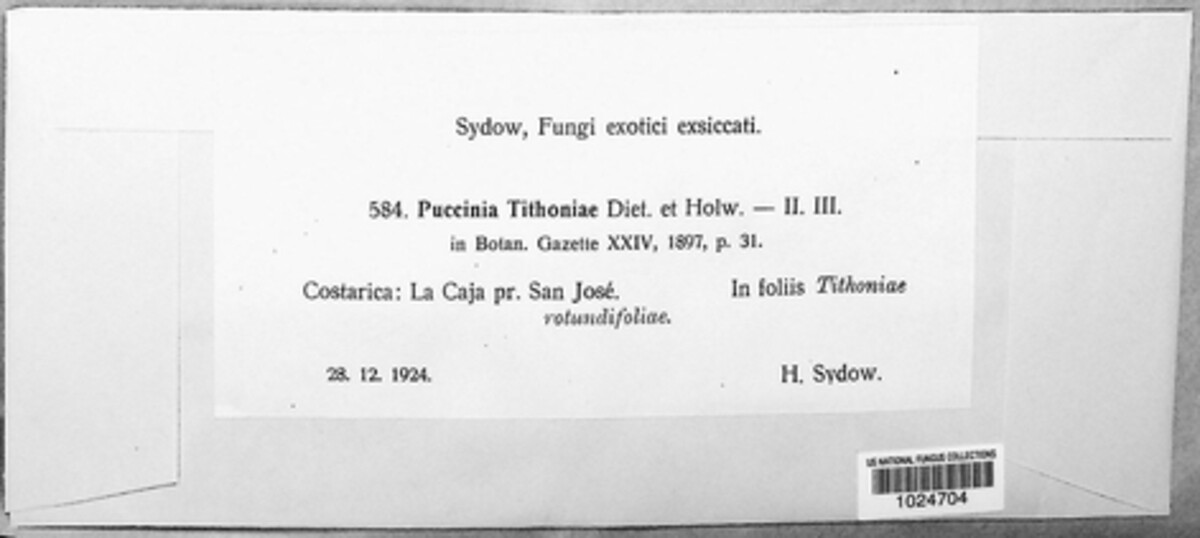 Sydow, Fungi exotici exsiccati.
584. Puccinia Tithoniae Diet. et Holw. — II. III.
in Botan. Gazette XXIV, 1897, p. 31.
Costarica: La Caja pr. San José. In foliis Tithoniae
rotundifoliae.
28. 12. 1924. H. Sydow.
US NATIONAL FUNGUS COLLECTIONS
1024704